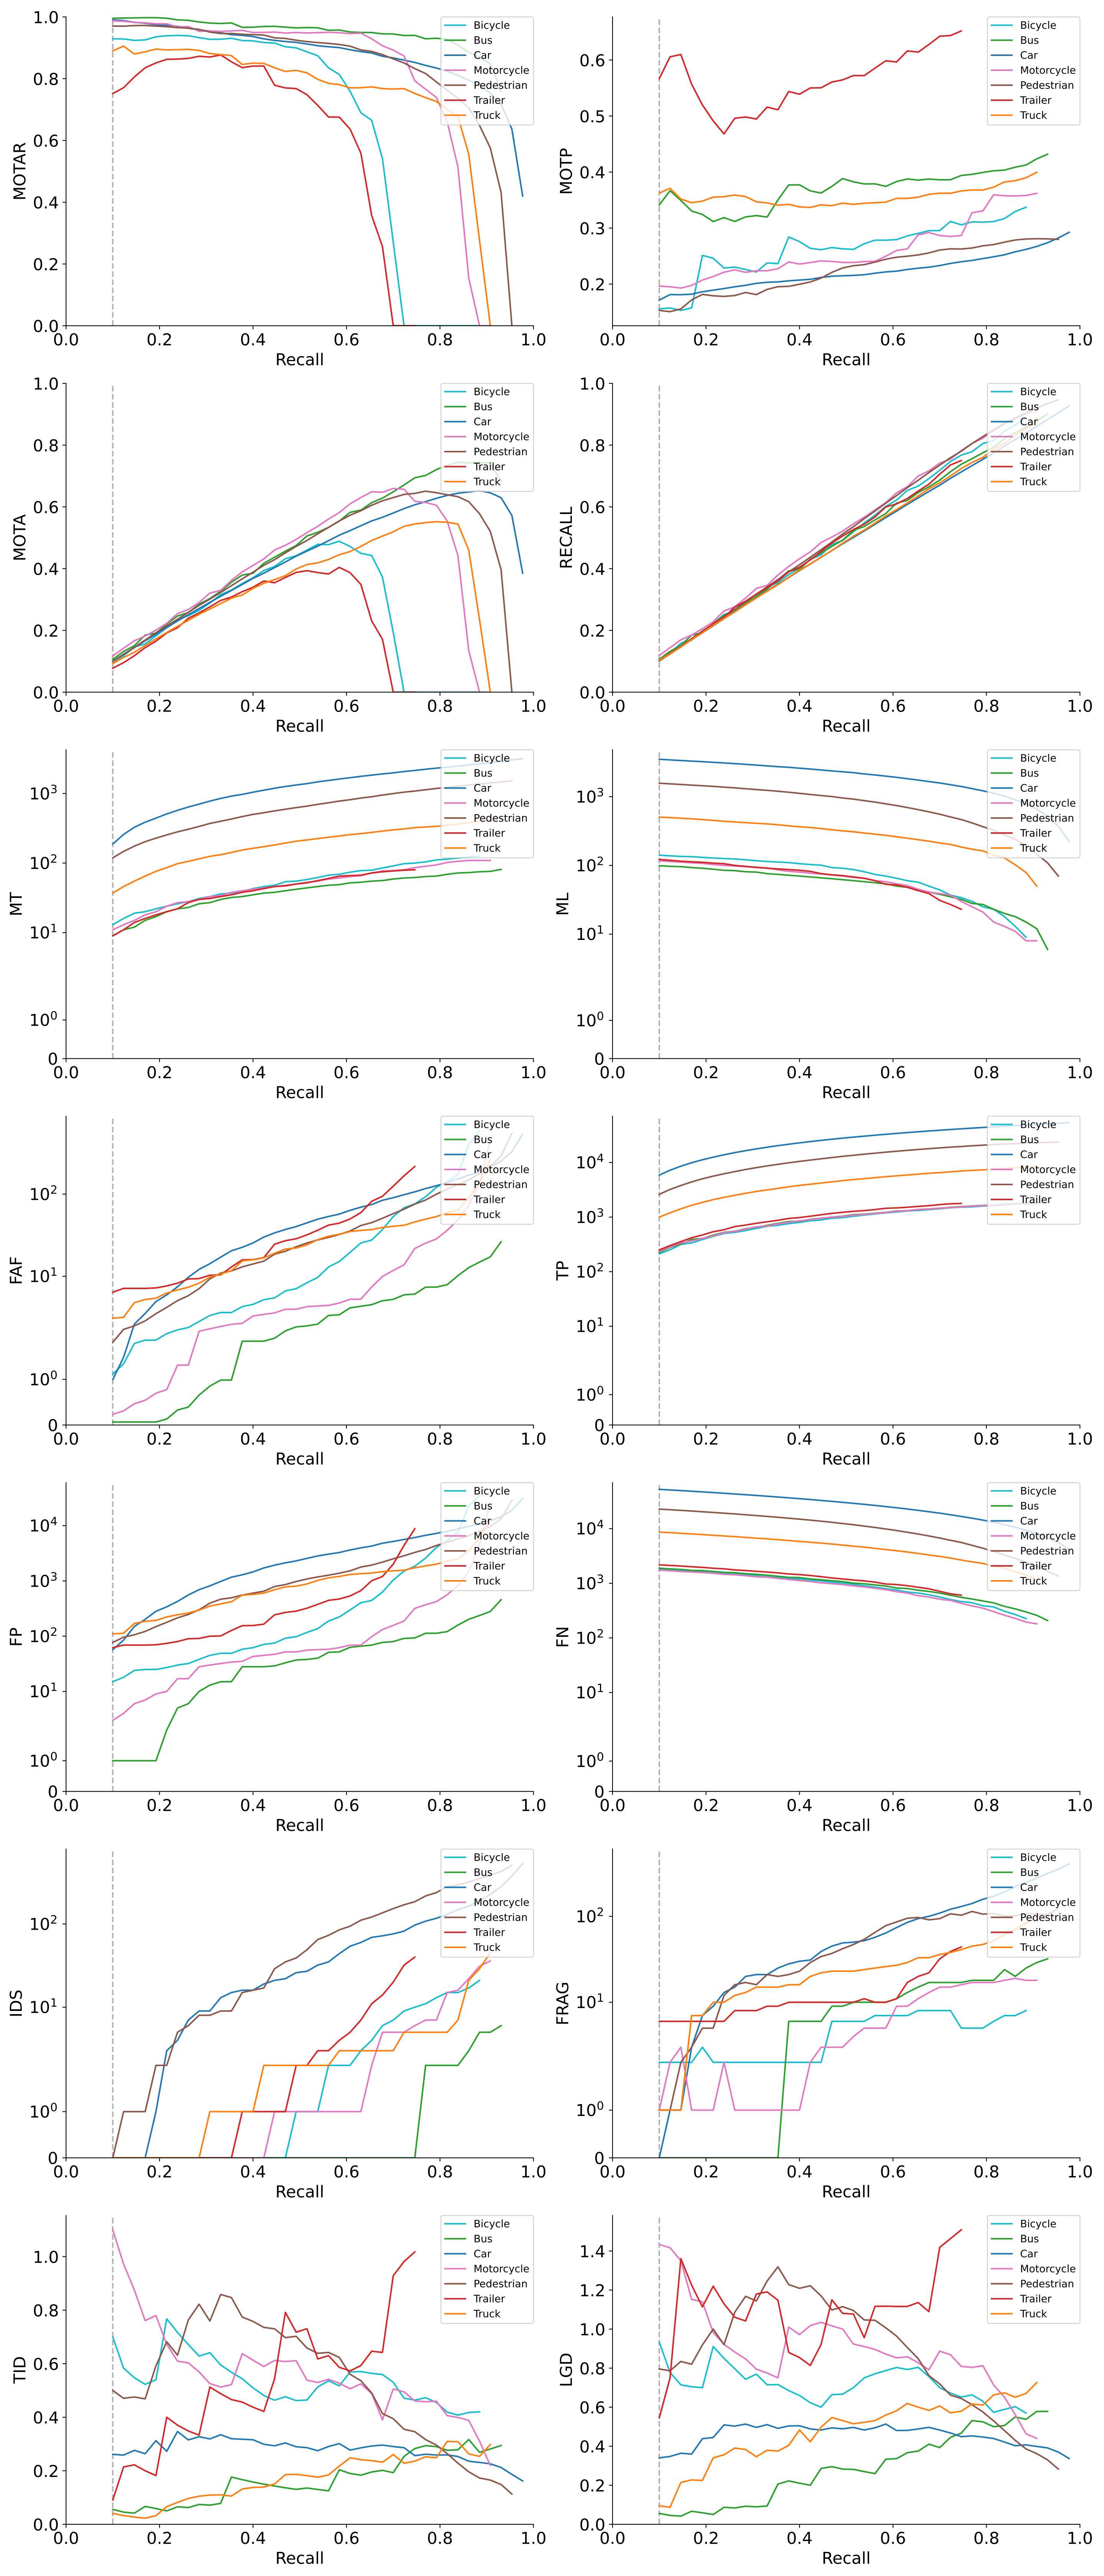 1.0
0.8
0.6
0.4
0.2
0.0
MOTAR
0.0 0.2 0.4 0.6 0.8 1.0
Recall
Bicycle
Bus
Car
Motorcycle
Pedestrian
Trailer
Truck
0.6
0.5
0.4
0.3
0.2
MOTP
0.0 0.2 0.4 0.6 0.8 1.0
Recall
Bicycle
Bus
Car
Motorcycle
Pedestrian
Trailer
Truck
1.0
0.8
0.6
0.4
0.2
0.0
MOTA
0.0 0.2 0.4 0.6 0.8 1.0
Recall
Bicycle
Bus
Car
Motorcycle
Pedestrian
Trailer
Truck
1.0
0.8
0.6
0.4
0.2
0.0
RECALL
0.0 0.2 0.4 0.6 0.8 1.0
Recall
Bicycle
Bus
Car
Motorcycle
Pedestrian
Trailer
Truck
10³
10²
10¹
10⁰
0
MT
0.0 0.2 0.4 0.6 0.8 1.0
Recall
Bicycle
Bus
Car
Motorcycle
Pedestrian
Trailer
Truck
10³
10²
10¹
10⁰
0
ML
0.0 0.2 0.4 0.6 0.8 1.0
Recall
Bicycle
Bus
Car
Motorcycle
Pedestrian
Trailer
Truck
10²
10¹
10⁰
0
FAF
0.0 0.2 0.4 0.6 0.8 1.0
Recall
Bicycle
Bus
Car
Motorcycle
Pedestrian
Trailer
Truck
10⁴
10³
10²
10¹
10⁰
0
TP
0.0 0.2 0.4 0.6 0.8 1.0
Recall
Bicycle
Bus
Car
Motorcycle
Pedestrian
Trailer
Truck
10⁴
10³
10²
10¹
10⁰
0
FP
0.0 0.2 0.4 0.6 0.8 1.0
Recall
Bicycle
Bus
Car
Motorcycle
Pedestrian
Trailer
Truck
10⁴
10³
10²
10¹
10⁰
0
FN
0.0 0.2 0.4 0.6 0.8 1.0
Recall
Bicycle
Bus
Car
Motorcycle
Pedestrian
Trailer
Truck
10²
10¹
10⁰
0
IDS
0.0 0.2 0.4 0.6 0.8 1.0
Recall
Bicycle
Bus
Car
Motorcycle
Pedestrian
Trailer
Truck
10²
10¹
10⁰
0
FRAG
0.0 0.2 0.4 0.6 0.8 1.0
Recall
Bicycle
Bus
Car
Motorcycle
Pedestrian
Trailer
Truck
1.0
0.8
0.6
0.4
0.2
0.0
TID
0.0 0.2 0.4 0.6 0.8 1.0
Recall
Bicycle
Bus
Car
Motorcycle
Pedestrian
Trailer
Truck
1.4
1.2
1.0
0.8
0.6
0.4
0.2
0.0
LGD
0.0 0.2 0.4 0.6 0.8 1.0
Recall
Bicycle
Bus
Car
Motorcycle
Pedestrian
Trailer
Truck